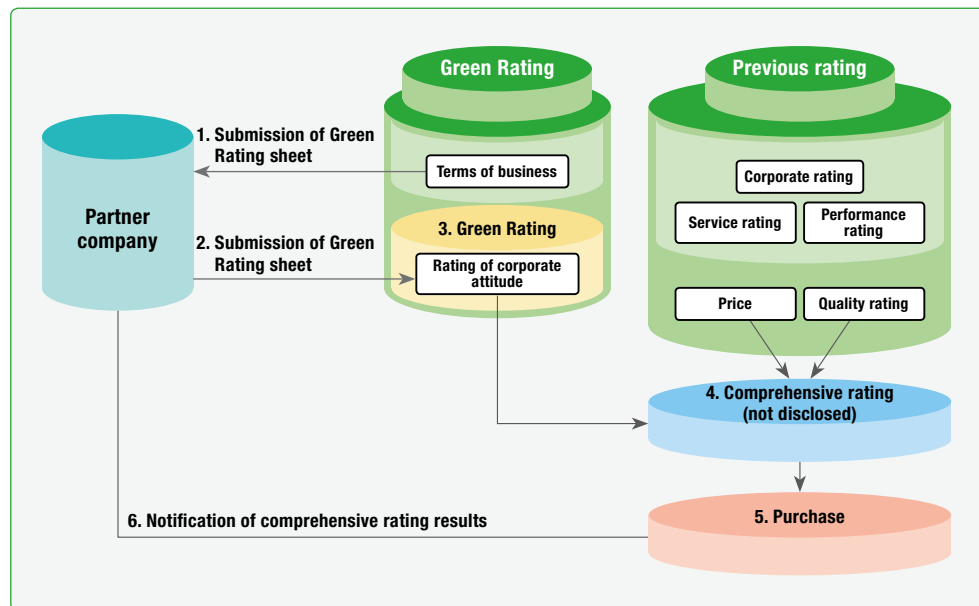 Green Rating
Previous rating
1. Submission of Green
Rating sheet
Terms of business
Partner
company
2. Submission of Green
Rating sheet
3. Green Rating
Rating of corporate
attitude
Corporate rating
Service rating
Performance
rating
Price
Quality rating
4. Comprehensive rating
(not disclosed)
5. Purchase
6. Notification of comprehensive rating results